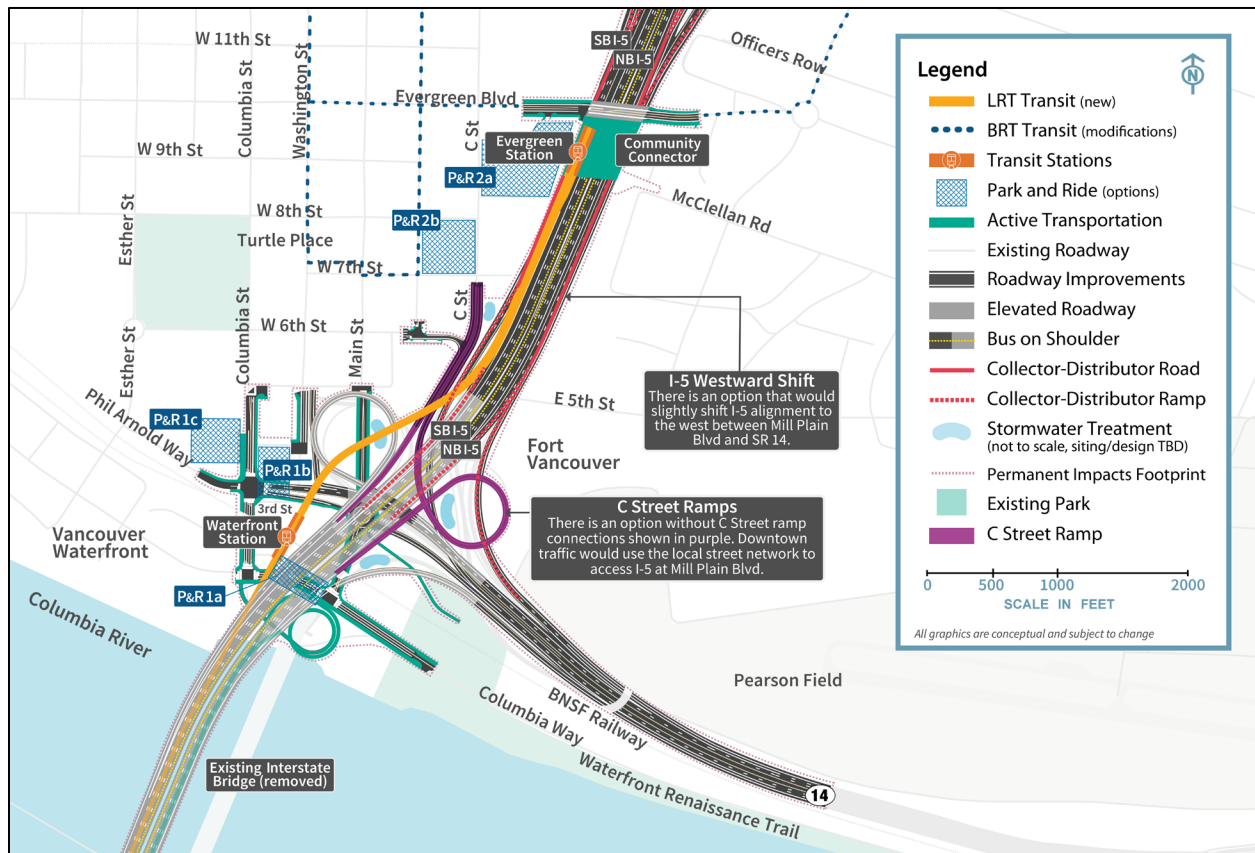 W 11th St
SB I-5
NB I-5
Officers Row
Columbia St
Washington St
Evergreen Blvd
C St
Evergreen
Station
Community
Connector
W 9th St
P&R2a
McClellan Rd
Esther St
W 8th St
P&R2b
Turtle Place
W 7th St
Columbia St
C St
W 6th St
Main St
Esther St
I-5 Westward Shift
There is an option that would
slightly shift I-5 alignment to
the west between Mill Plain
Blvd and SR 14.
Phil Arnold Way
P&R1c
E 5th St
SB I-5
NB I-5
Fort
Vancouver
P&R1b
3rd St
C Street Ramps
There is an option without C Street ramp
connections shown in purple. Downtown
traffic would use the local street network to
access I-5 at Mill Plain Blvd.
Waterfront
Station
Vancouver
Waterfront
P&R1a
Columbia River
Pearson Field
BNSF Railway
Columbia Way
Waterfront Renaissance Trail
Existing Interstate
Bridge (removed)
14
Legend
N
LRT Transit (new)
BRT Transit (modifications)
Transit Stations
Park and Ride (options)
Active Transportation
Existing Roadway
Roadway Improvements
Elevated Roadway
Bus on Shoulder
Collector-Distributor Road
Collector-Distributor Ramp
Stormwater Treatment
(not to scale, siting/design TBD)
Permanent Impacts Footprint
Existing Park
C Street Ramp
0 500 1000 2000
SCALE IN FEET
All graphics are conceptual and subject to change